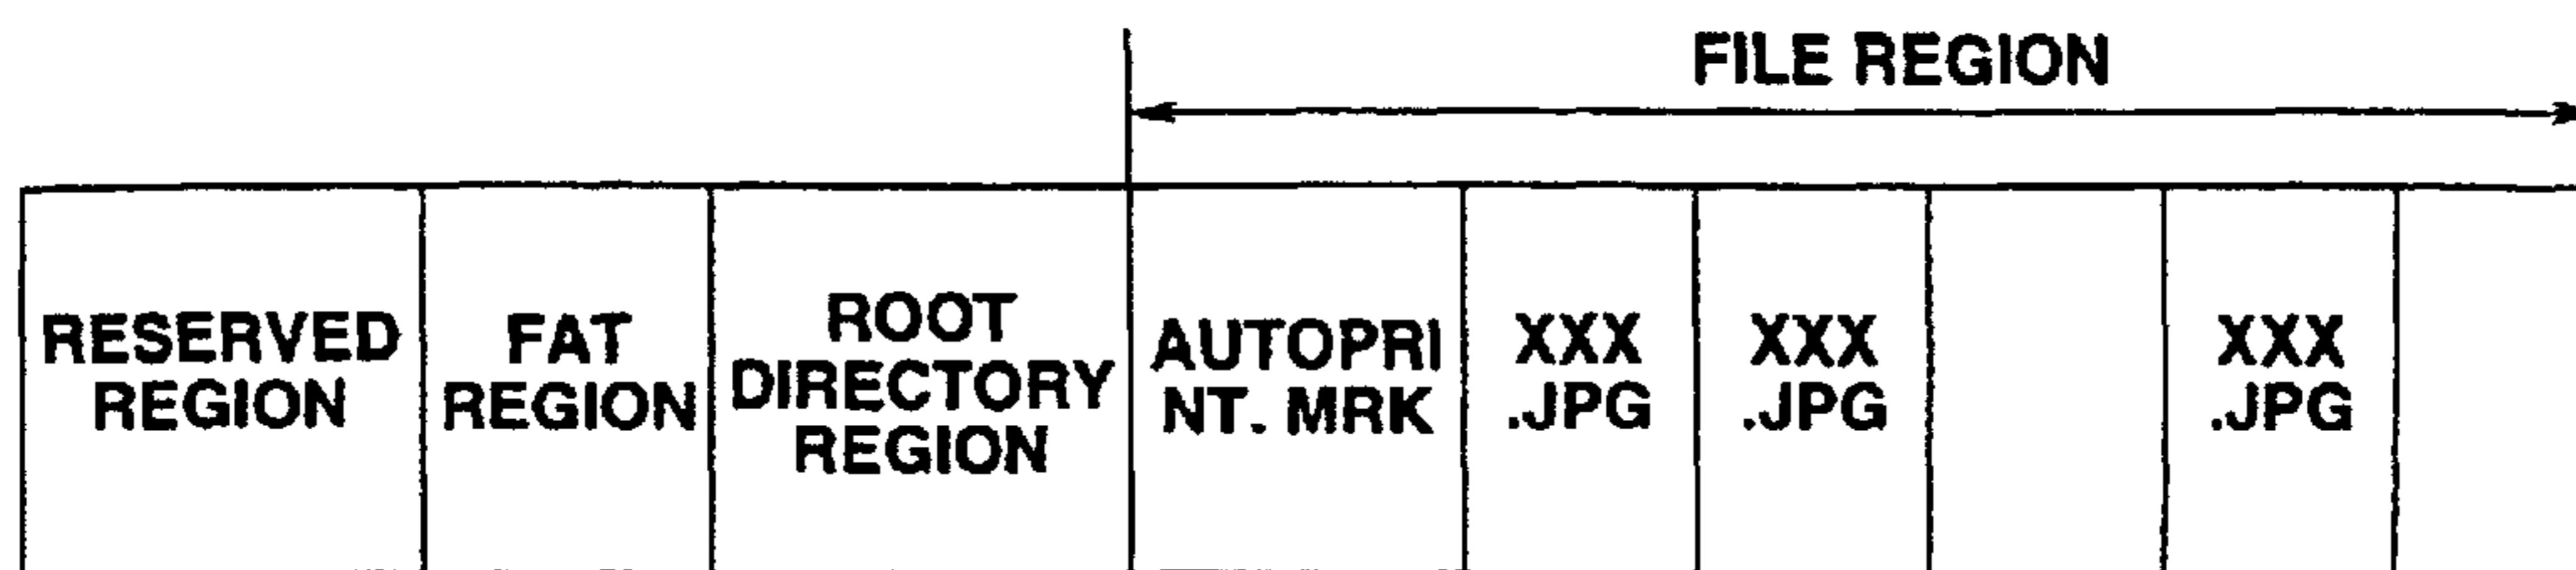 FILE REGION
RESERVED
REGION
FAT
REGION
ROOT
DIRECTORY
REGION
AUTOPRI
NT. MRK
XXX
.JPG
XXX
.JPG
XXX
.JPG